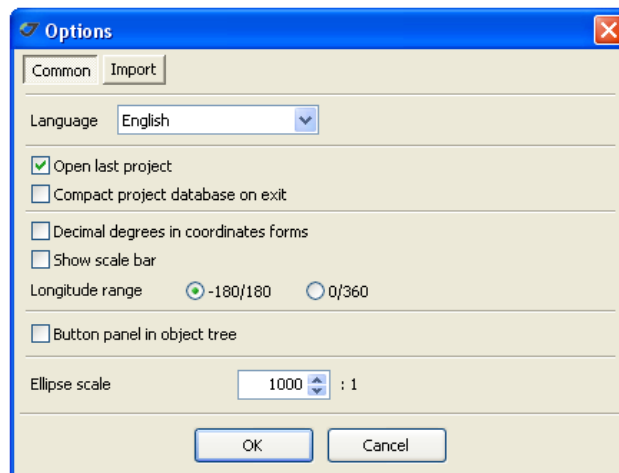 Options
Common Import
Language English
Open last project
Compact project database on exit
Decimal degrees in coordinates forms
Show scale bar
Longitude range -180/180 0/360
Button panel in object tree
Ellipse scale 1000 : 1
OK Cancel